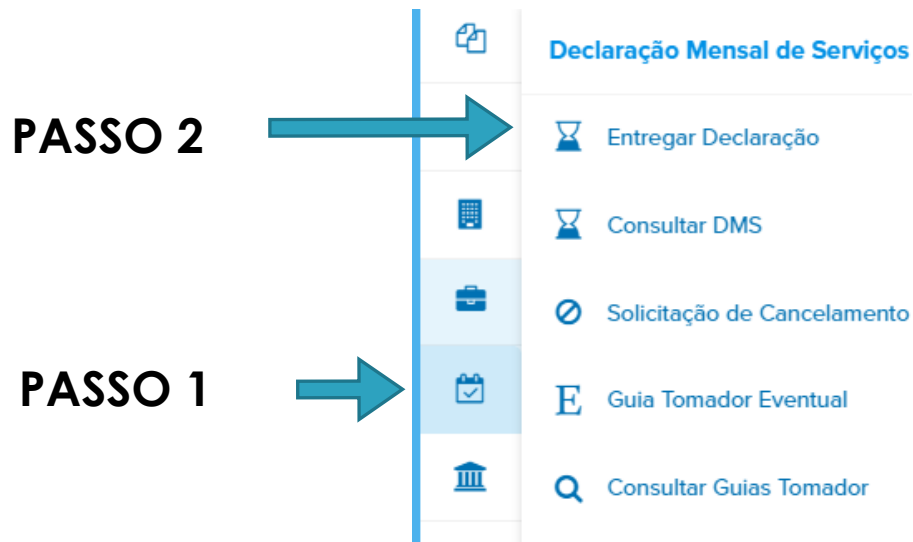 Declaração Mensal de Serviços
PASSO 2
Entregar Declaração
Consultar DMS
Solicitação de Cancelamento
PASSO 1
E Guia Tomador Eventual
Consultar Guias Tomador